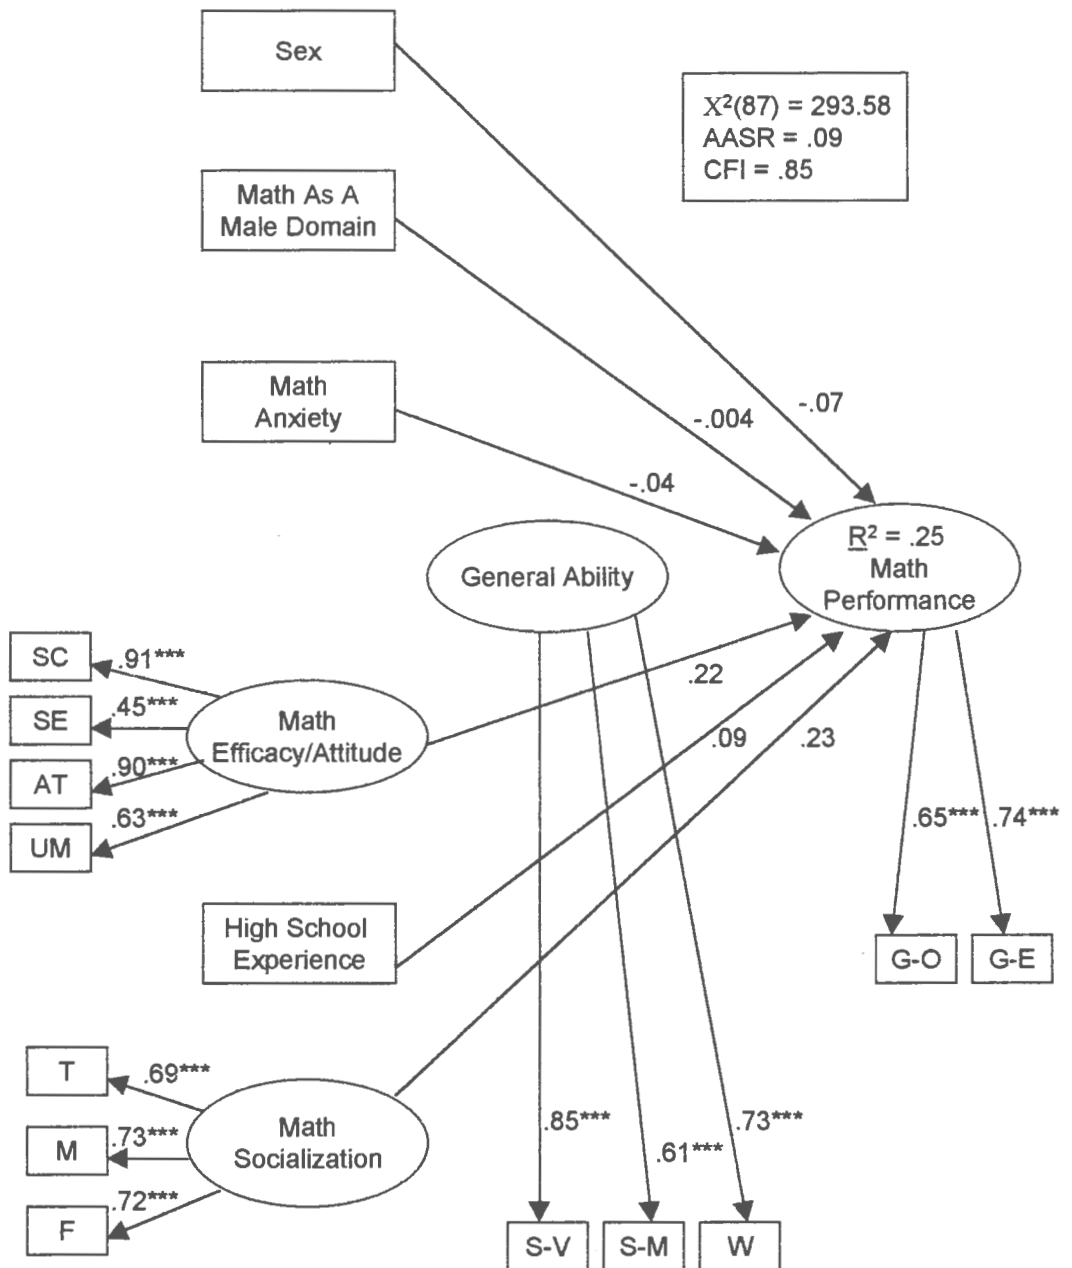 Sex
X²(87) = 293.58
AASR = .09
CFI = .85
Math As A
Male Domain
Math
Anxiety
-.07
-.004
-.04
R² = .25
Math
Performance
General Ability
SC
.91***
SE
.45***
AT
.90***
UM
.63***
Math
Efficacy/Attitude
.22
.09
.23
.65***
.74***
High School
Experience
G-O
G-E
T
.69***
M
.73***
F
.72***
Math
Socialization
.85***
.61***
.73***
S-V
S-M
W